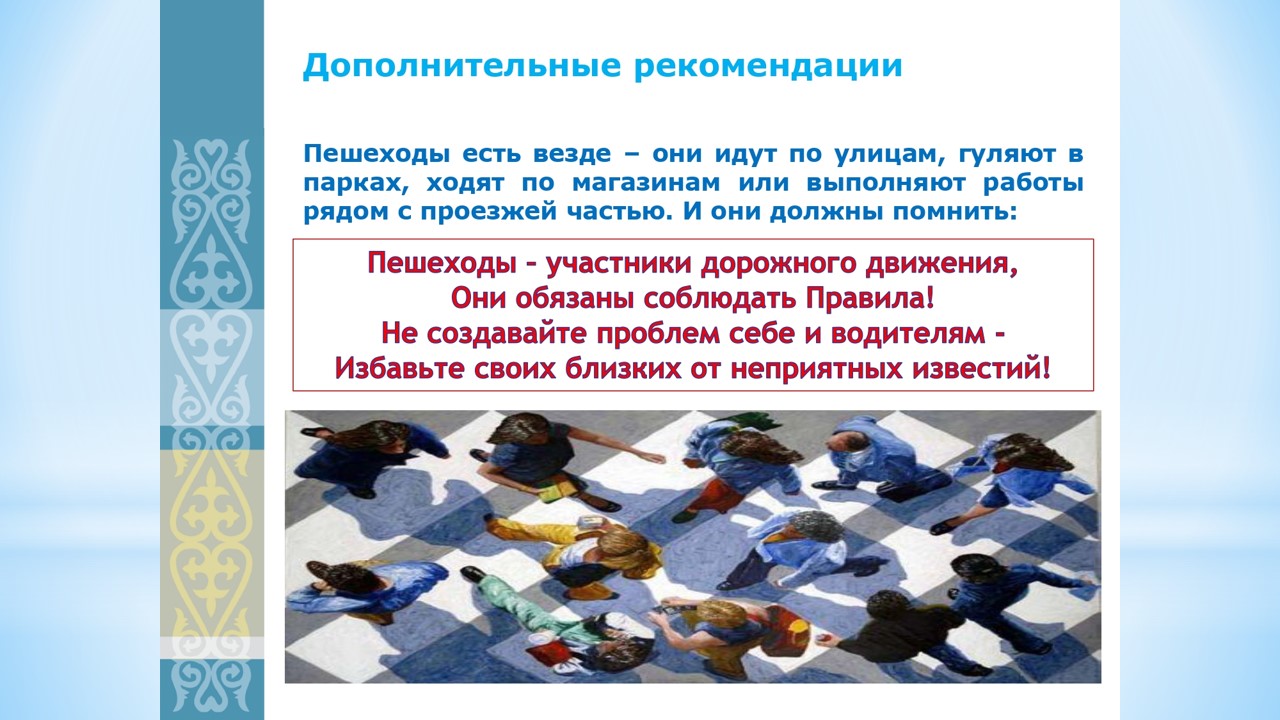 Дополнительные рекомендации
Пешеходы есть везде – они идут по улицам, гуляют в
парках, ходят по магазинам или выполняют работы
рядом с проезжей частью. И они должны помнить:
Пешеходы - участники дорожного движения,
Они обязаны соблюдать Правила!
Не создавайте проблем себе и водителям -
Избавьте своих близких от неприятных известий!